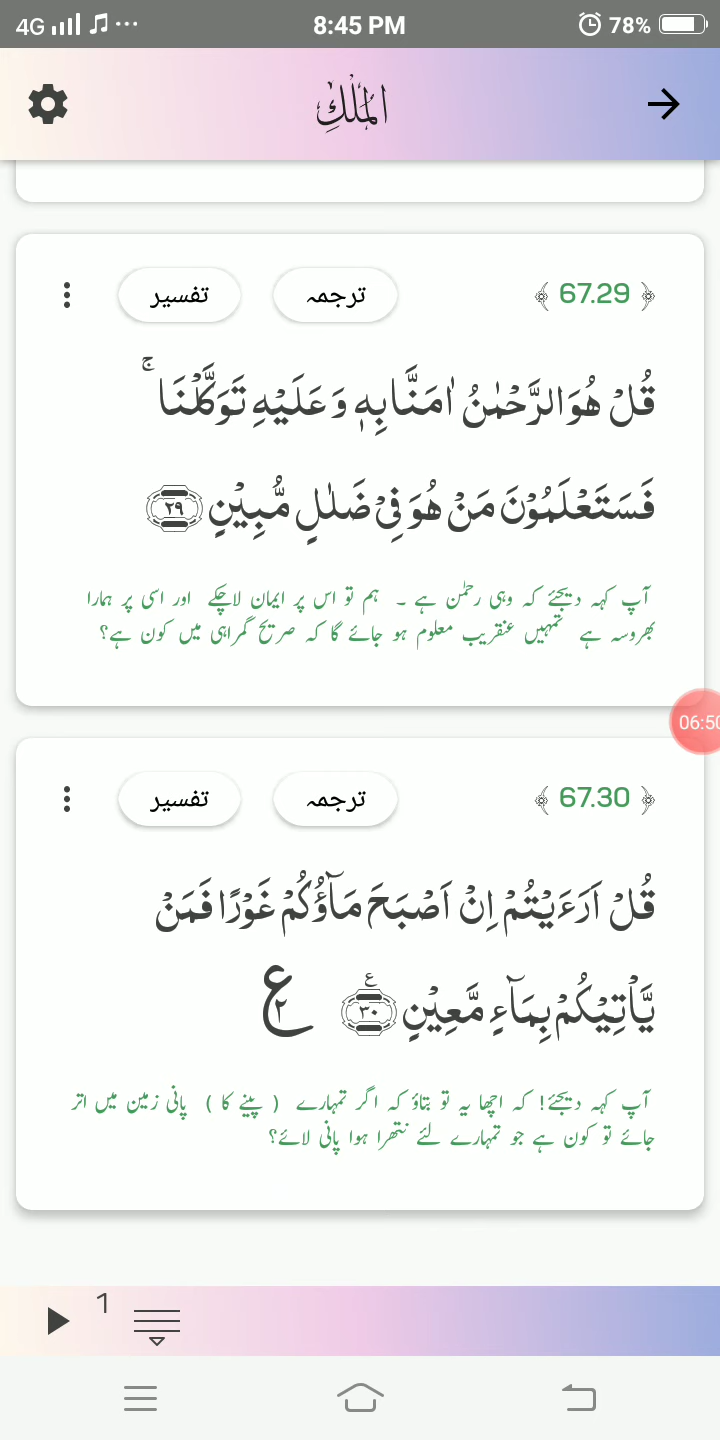 4G 8:45 PM 78%
الملك
67.29 ترجمہ تفسیر
قُلْ هُوَ الرَّحْمٰنُ اٰمَنَّا بِهٖ وَ عَلَيْهِ تَوَكَّلْنَا ۚ
فَسَتَعْلَمُوْنَ مَنْ هُوَ فِيْ ضَلٰلٍ مُّبِيْنٍ ﴿۲۹﴾
آپ کہہ دیجئے کہ وہی رحمٰن ہے ۔ ہم تو اس پر ایمان لاچکے اور اسی پر ہمارا
بھروسہ ہے تمہیں عنقریب معلوم ہو جائے گا کہ صریح گمراہی میں کون ہے؟
06:50
67.30 ترجمہ تفسیر
قُلْ اَرَءَيْتُمْ اِنْ اَصْبَحَ مَآؤُكُمْ غَوْرًا فَمَنْ
يَّاْتِيْكُمْ بِمَآءٍ مَّعِيْنٍ ﴿۳۰﴾ ع ۲
آپ کہہ دیجئے! کہ اچھا یہ تو بتاؤ کہ اگر تمہارے ( پینے کا ) پانی زمین میں اتر
جائے تو کون ہے جو تمہارے لئے نتھرا ہوا پانی لائے؟
1